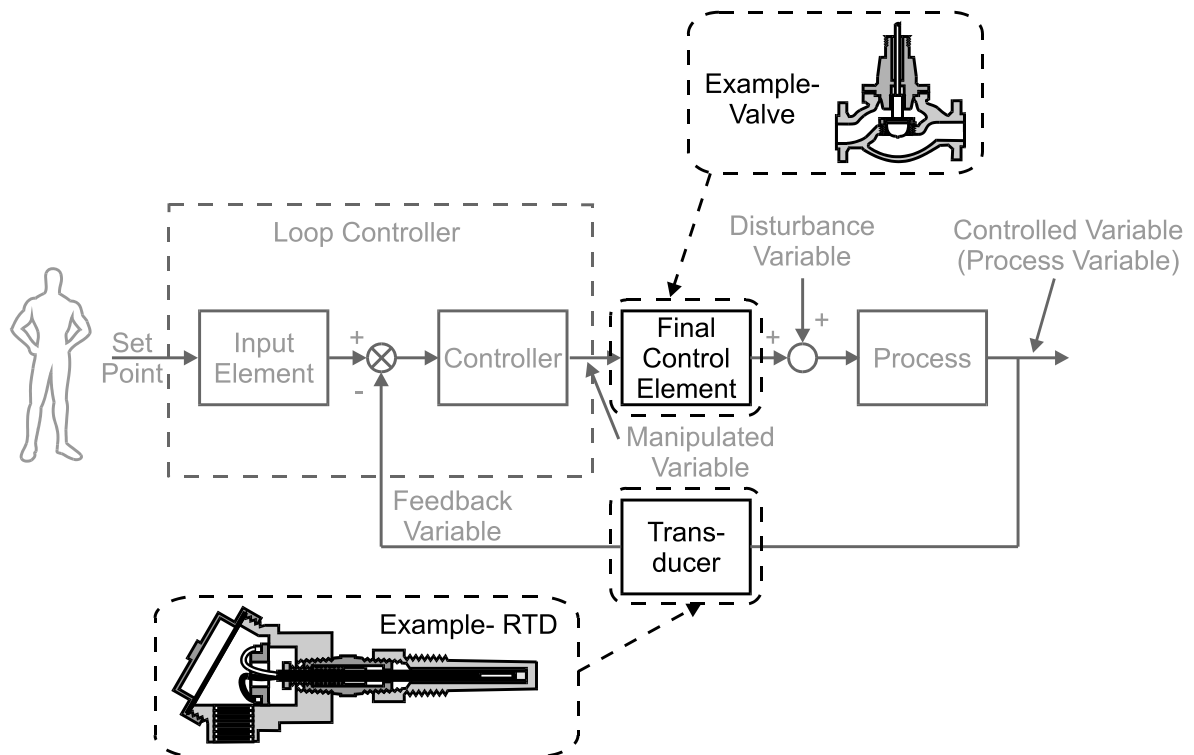 Example-
Valve
Loop Controller
Disturbance
Variable
Controlled Variable
(Process Variable)
Set
Point
Input
Element
+
-
Controller
Final
Control
Element
+
+
Process
Manipulated
Variable
Feedback
Variable
Trans-
ducer
Example- RTD